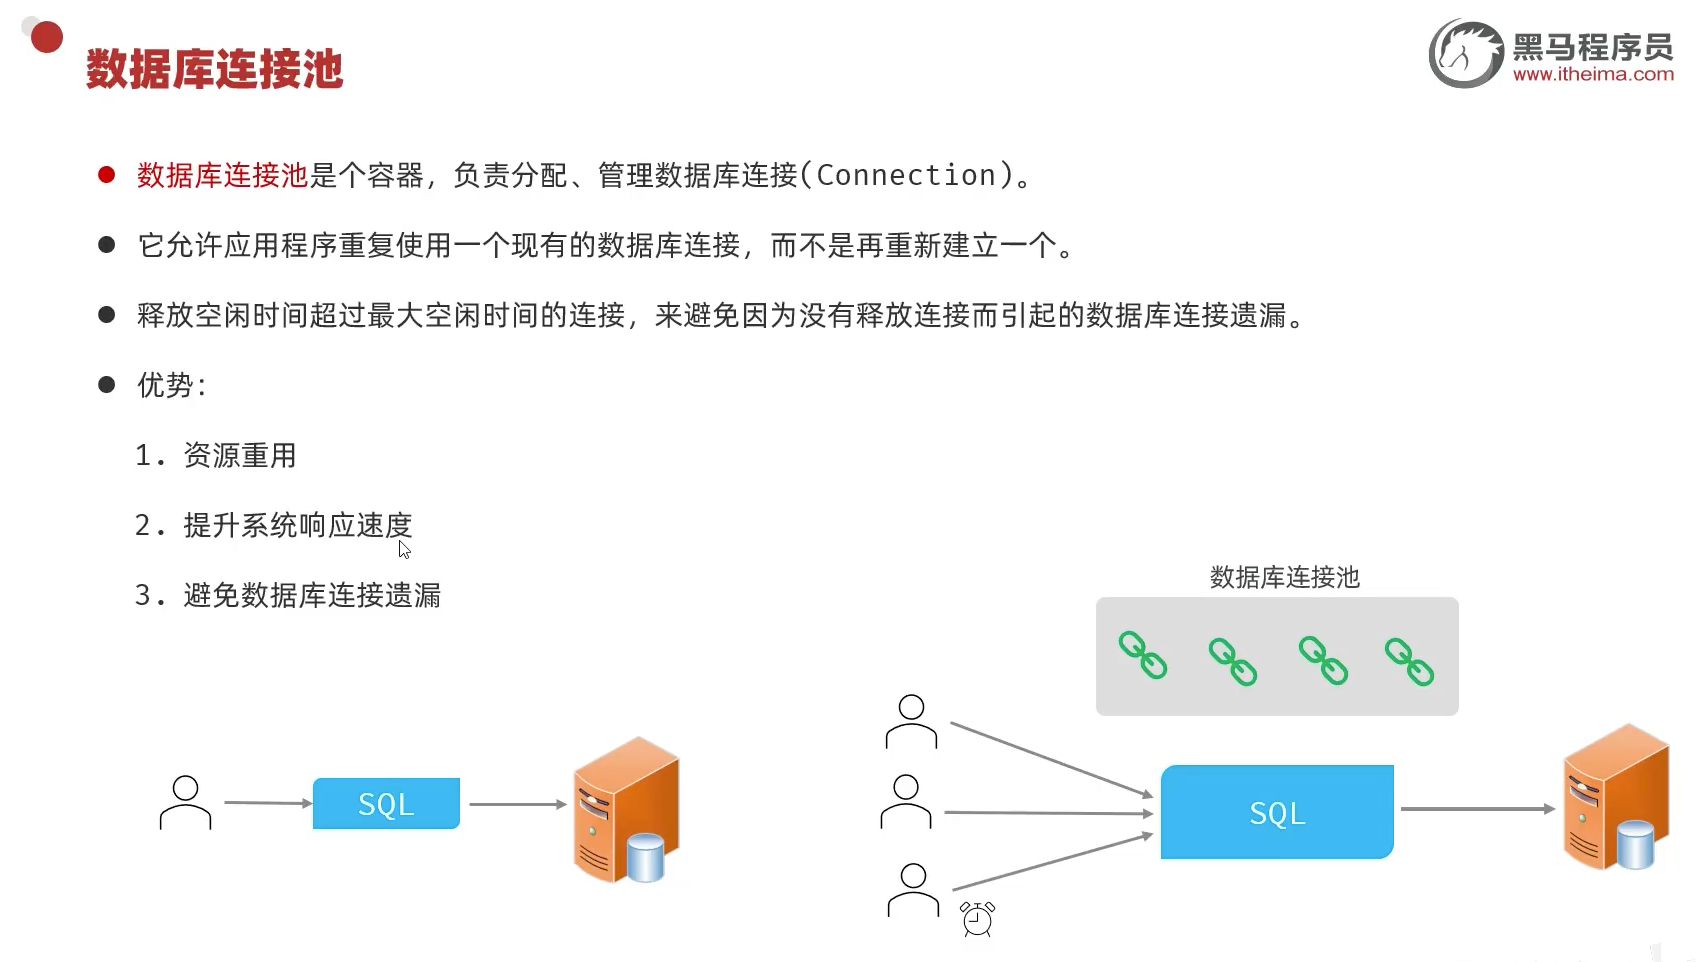 数据库连接池
黑马程序员
www.itheima.com
数据库连接池是个容器，负责分配、管理数据库连接(Connection)。
它允许应用程序重复使用一个现有的数据库连接，而不是再重新建立一个。
释放空闲时间超过最大空闲时间的连接，来避免因为没有释放连接而引起的数据库连接遗漏。
优势：
1. 资源重用
2. 提升系统响应速度
3. 避免数据库连接遗漏
数据库连接池
SQL
SQL